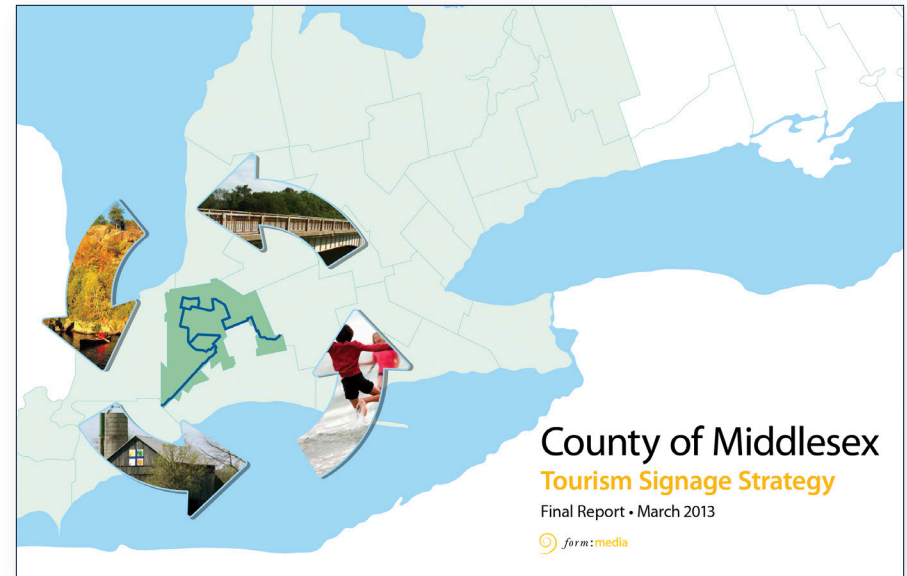 County of Middlesex
Tourism Signage Strategy
Final Report • March 2013
form:media